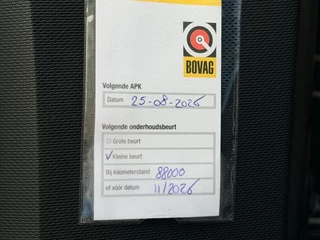 BOVAG
Volgende APK
Datum 25-08-2026
Volgende onderhoudsbeurt
Grote beurt
Kleine beurt
Bij kilometerstand 88000
of vóór datum 11/2026